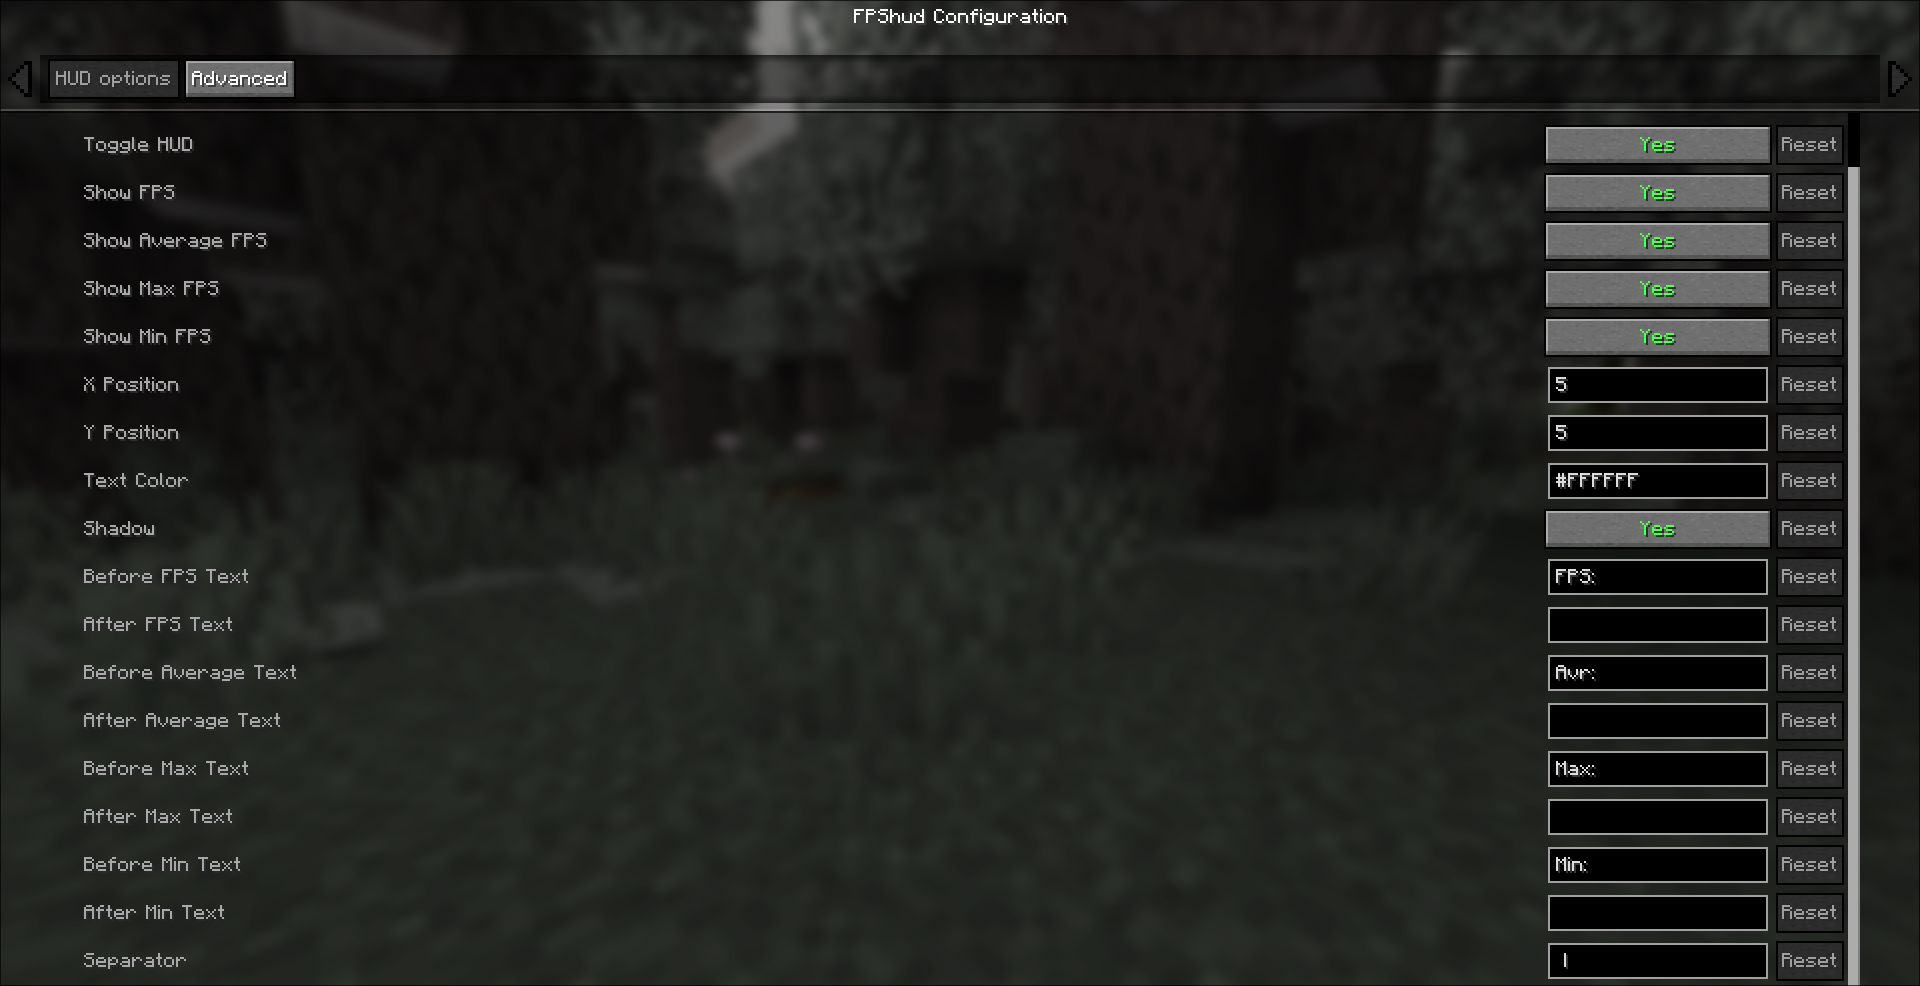 FPShud Configuration
HUD options Advanced
Toggle HUD Yes Reset
Show FPS Yes Reset
Show Average FPS Yes Reset
Show Max FPS Yes Reset
Show Min FPS Yes Reset
X Position 5 Reset
Y Position 5 Reset
Text Color #FFFFFF Reset
Shadow Yes Reset
Before FPS Text FPS: Reset
After FPS Text Reset
Before Average Text Avr: Reset
After Average Text Reset
Before Max Text Max: Reset
After Max Text Reset
Before Min Text Min: Reset
After Min Text Reset
Separator | Reset